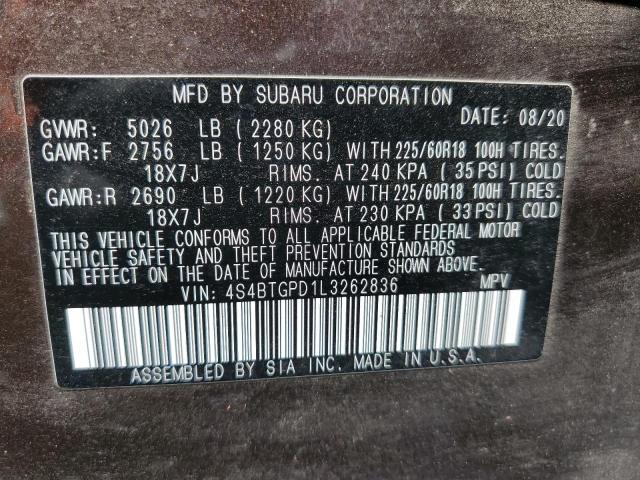 MFD BY SUBARU CORPORATION
DATE: 08/20
GVWR: 5026 LB (2280 KG)
GAWR:F 2756 LB (1250 KG) WITH 225/60R18 100H TIRES.
18X7J RIMS. AT 240 KPA (35 PSI) COLD
GAWR:R 2690 LB (1220 KG) WITH 225/60R18 100H TIRES.
18X7J RIMS. AT 230 KPA (33 PSI) COLD
THIS VEHICLE CONFORMS TO ALL APPLICABLE FEDERAL MOTOR
VEHICLE SAFETY AND THEFT PREVENTION STANDARDS
IN EFFECT ON THE DATE OF MANUFACTURE SHOWN ABOVE.
VIN: 4S4BTGPD1L3262836 MPV
ASSEMBLED BY SIA INC. MADE IN U.S.A.